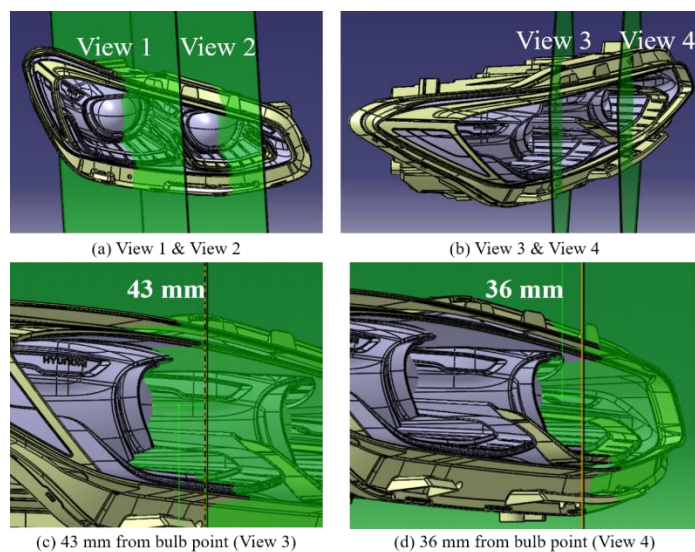 View 1
View 2
View 3
View 4
(a) View 1 & View 2
(b) View 3 & View 4
43 mm
36 mm
HYUNDAI
(c) 43 mm from bulb point (View 3)
(d) 36 mm from bulb point (View 4)